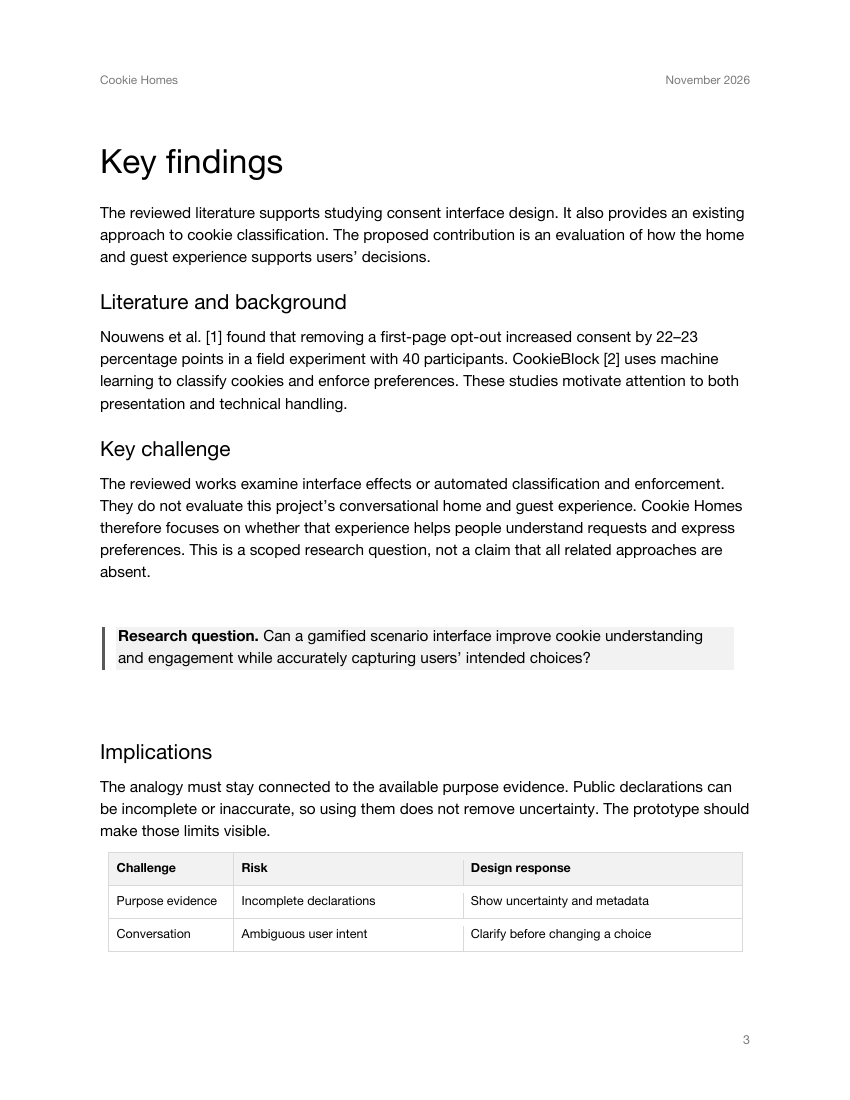 Cookie Homes
November 2026
Key findings
The reviewed literature supports studying consent interface design. It also provides an existing
approach to cookie classification. The proposed contribution is an evaluation of how the home
and guest experience supports users’ decisions.
Literature and background
Nouwens et al. [1] found that removing a first-page opt-out increased consent by 22–23
percentage points in a field experiment with 40 participants. CookieBlock [2] uses machine
learning to classify cookies and enforce preferences. These studies motivate attention to both
presentation and technical handling.
Key challenge
The reviewed works examine interface effects or automated classification and enforcement.
They do not evaluate this project’s conversational home and guest experience. Cookie Homes
therefore focuses on whether that experience helps people understand requests and express
preferences. This is a scoped research question, not a claim that all related approaches are
absent.
Research question. Can a gamified scenario interface improve cookie understanding
and engagement while accurately capturing users’ intended choices?
Implications
The analogy must stay connected to the available purpose evidence. Public declarations can
be incomplete or inaccurate, so using them does not remove uncertainty. The prototype should
make those limits visible.
Challenge Risk Design response
Purpose evidence Incomplete declarations Show uncertainty and metadata
Conversation Ambiguous user intent Clarify before changing a choice
3